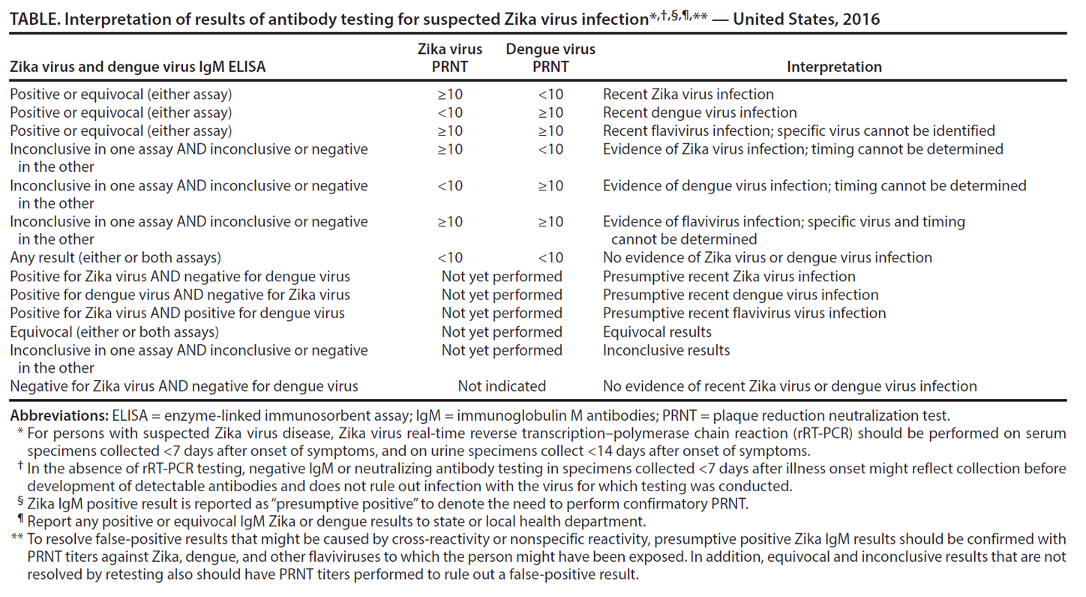 TABLE. Interpretation of results of antibody testing for suspected Zika virus infection*,†,§,¶,** — United States, 2016
Zika virus and dengue virus IgM ELISA Zika virus PRNT Dengue virus PRNT Interpretation
Positive or equivocal (either assay) ≥10 <10 Recent Zika virus infection
Positive or equivocal (either assay) <10 ≥10 Recent dengue virus infection
Positive or equivocal (either assay) ≥10 ≥10 Recent flavivirus infection; specific virus cannot be identified
Inconclusive in one assay AND inconclusive or negative ≥10 <10 Evidence of Zika virus infection; timing cannot be determined
in the other
Inconclusive in one assay AND inconclusive or negative <10 ≥10 Evidence of dengue virus infection; timing cannot be determined
in the other
Inconclusive in one assay AND inconclusive or negative ≥10 ≥10 Evidence of flavivirus infection; specific virus and timing
in the other cannot be determined
Any result (either or both assays) <10 <10 No evidence of Zika virus or dengue virus infection
Positive for Zika virus AND negative for dengue virus Not yet performed Presumptive recent Zika virus infection
Positive for dengue virus AND negative for Zika virus Not yet performed Presumptive recent dengue virus infection
Positive for Zika virus AND positive for dengue virus Not yet performed Presumptive recent flavivirus virus infection
Equivocal (either or both assays) Not yet performed Equivocal results
Inconclusive in one assay AND inconclusive or negative Not yet performed Inconclusive results
in the other
Negative for Zika virus AND negative for dengue virus Not indicated No evidence of recent Zika virus or dengue virus infection
Abbreviations: ELISA = enzyme-linked immunosorbent assay; IgM = immunoglobulin M antibodies; PRNT = plaque reduction neutralization test.
* For persons with suspected Zika virus disease, Zika virus real-time reverse transcription–polymerase chain reaction (rRT-PCR) should be performed on serum
specimens collected <7 days after onset of symptoms, and on urine specimens collect <14 days after onset of symptoms.
† In the absence of rRT-PCR testing, negative IgM or neutralizing antibody testing in specimens collected <7 days after illness onset might reflect collection before
development of detectable antibodies and does not rule out infection with the virus for which testing was conducted.
§ Zika IgM positive result is reported as “presumptive positive” to denote the need to perform confirmatory PRNT.
¶ Report any positive or equivocal IgM Zika or dengue results to state or local health department.
** To resolve false-positive results that might be caused by cross-reactivity or nonspecific reactivity, presumptive positive Zika IgM results should be confirmed with
PRNT titers against Zika, dengue, and other flaviviruses to which the person might have been exposed. In addition, equivocal and inconclusive results that are not
resolved by retesting also should have PRNT titers performed to rule out a false-positive result.